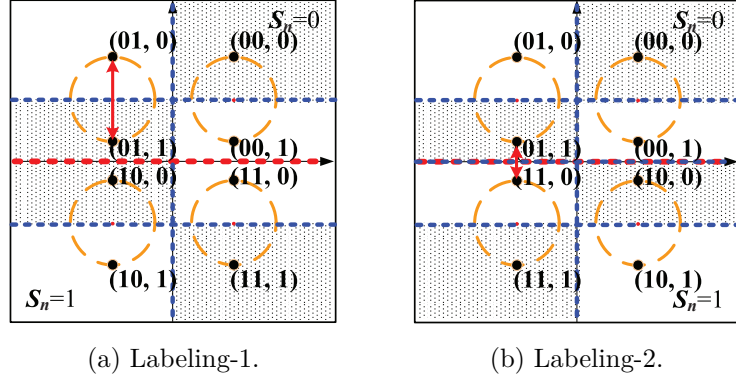 S_n=0
(01, 0) (00, 0)
(01, 1) (00, 1)
(10, 0) (11, 0)
(10, 1) (11, 1)
S_n=1
(a) Labeling-1.
S_n=0
(01, 0) (00, 0)
(01, 1) (00, 1)
(11, 0) (10, 0)
(11, 1) (10, 1)
S_n=1
(b) Labeling-2.